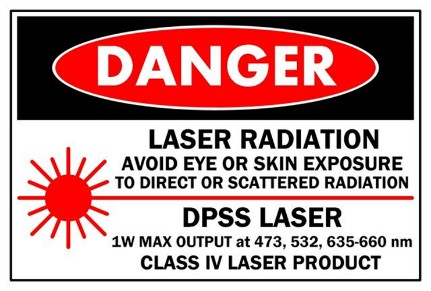 DANGER
LASER RADIATION
AVOID EYE OR SKIN EXPOSURE
TO DIRECT OR SCATTERED RADIATION
DPSS LASER
1W MAX OUTPUT at 473, 532, 635-660 nm
CLASS IV LASER PRODUCT